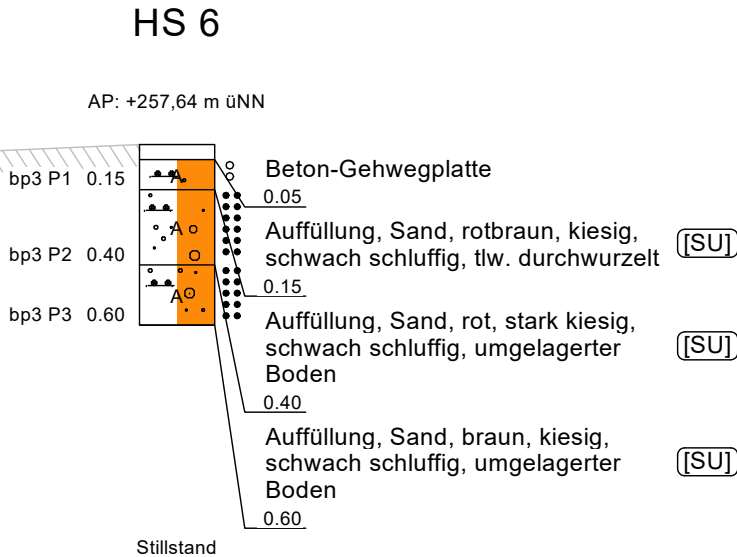 HS 6
AP: +257,64 m üNN
bp3 P1 0.15
bp3 P2 0.40
bp3 P3 0.60
A
A
A
Beton-Gehwegplatte
0.05
Auffüllung, Sand, rotbraun, kiesig,
schwach schluffig, tlw. durchwurzelt
[SU]
0.15
Auffüllung, Sand, rot, stark kiesig,
schwach schluffig, umgelagerter
Boden
[SU]
0.40
Auffüllung, Sand, braun, kiesig,
schwach schluffig, umgelagerter
Boden
[SU]
0.60
Stillstand